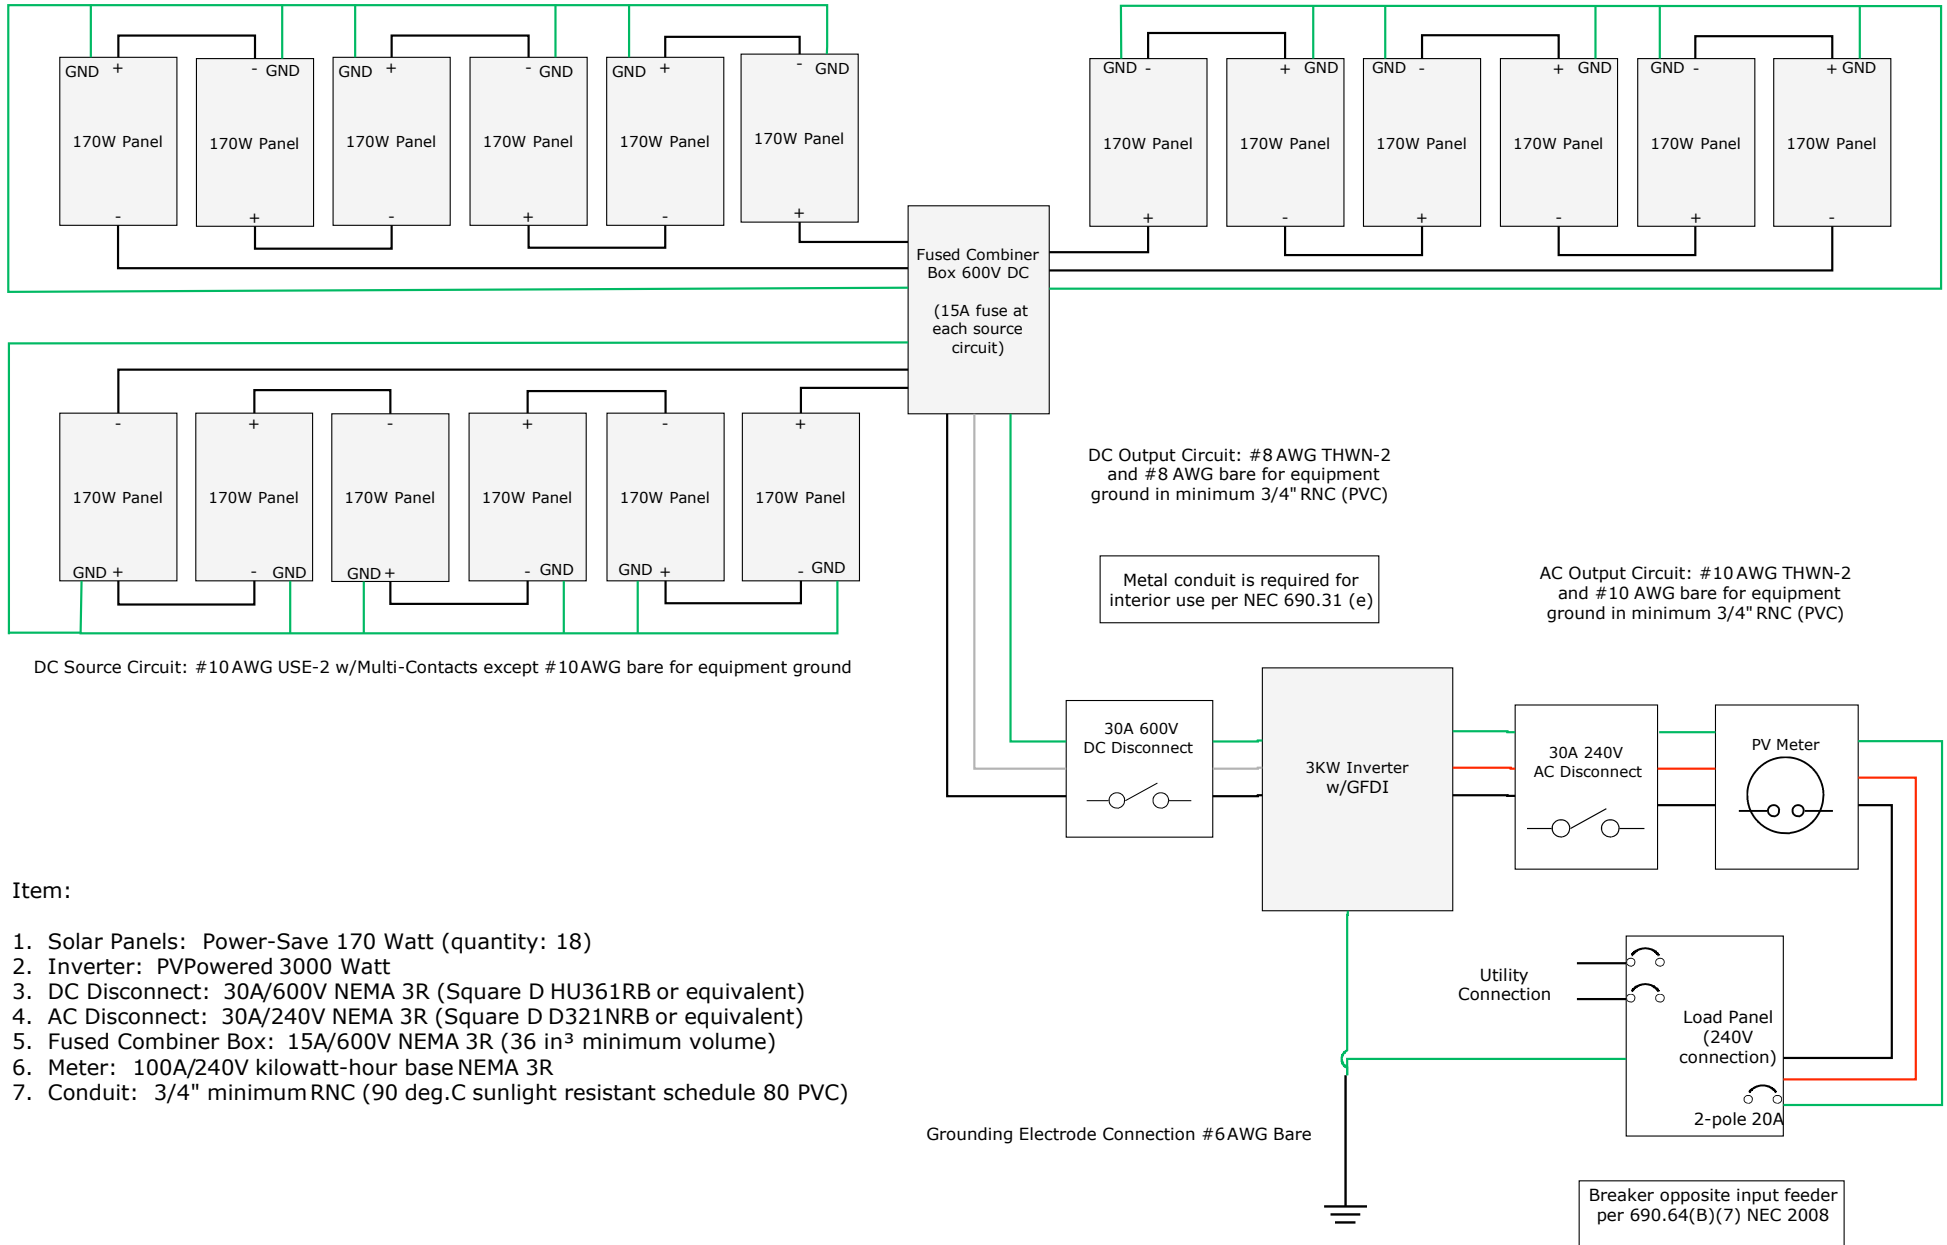 GND + - GND GND + - GND GND + - GND
170W Panel 170W Panel 170W Panel 170W Panel 170W Panel 170W Panel
- + - + - +
GND - + GND GND - + GND GND - + GND
170W Panel 170W Panel 170W Panel 170W Panel 170W Panel 170W Panel
+ - + - + -
Fused Combiner
Box 600V DC
(15A fuse at
each source
circuit)
- + - + - +
170W Panel 170W Panel 170W Panel 170W Panel 170W Panel 170W Panel
GND + - GND GND + - GND GND + - GND
DC Source Circuit: #10 AWG USE-2 w/Multi-Contacts except #10 AWG bare for equipment ground
DC Output Circuit: #8 AWG THWN-2
and #8 AWG bare for equipment
ground in minimum 3/4" RNC (PVC)
Metal conduit is required for
interior use per NEC 690.31 (e)
AC Output Circuit: #10 AWG THWN-2
and #10 AWG bare for equipment
ground in minimum 3/4" RNC (PVC)
30A 600V
DC Disconnect
3KW Inverter
w/GFDI
30A 240V
AC Disconnect
PV Meter
Item:
1. Solar Panels: Power-Save 170 Watt (quantity: 18)
2. Inverter: PVPowered 3000 Watt
3. DC Disconnect: 30A/600V NEMA 3R (Square D HU361RB or equivalent)
4. AC Disconnect: 30A/240V NEMA 3R (Square D D321NRB or equivalent)
5. Fused Combiner Box: 15A/600V NEMA 3R (36 in³ minimum volume)
6. Meter: 100A/240V kilowatt-hour base NEMA 3R
7. Conduit: 3/4" minimum RNC (90 deg.C sunlight resistant schedule 80 PVC)
Utility
Connection
Load Panel
(240V
connection)
2-pole 20A
Grounding Electrode Connection #6 AWG Bare
Breaker opposite input feeder
per 690.64(B)(7) NEC 2008